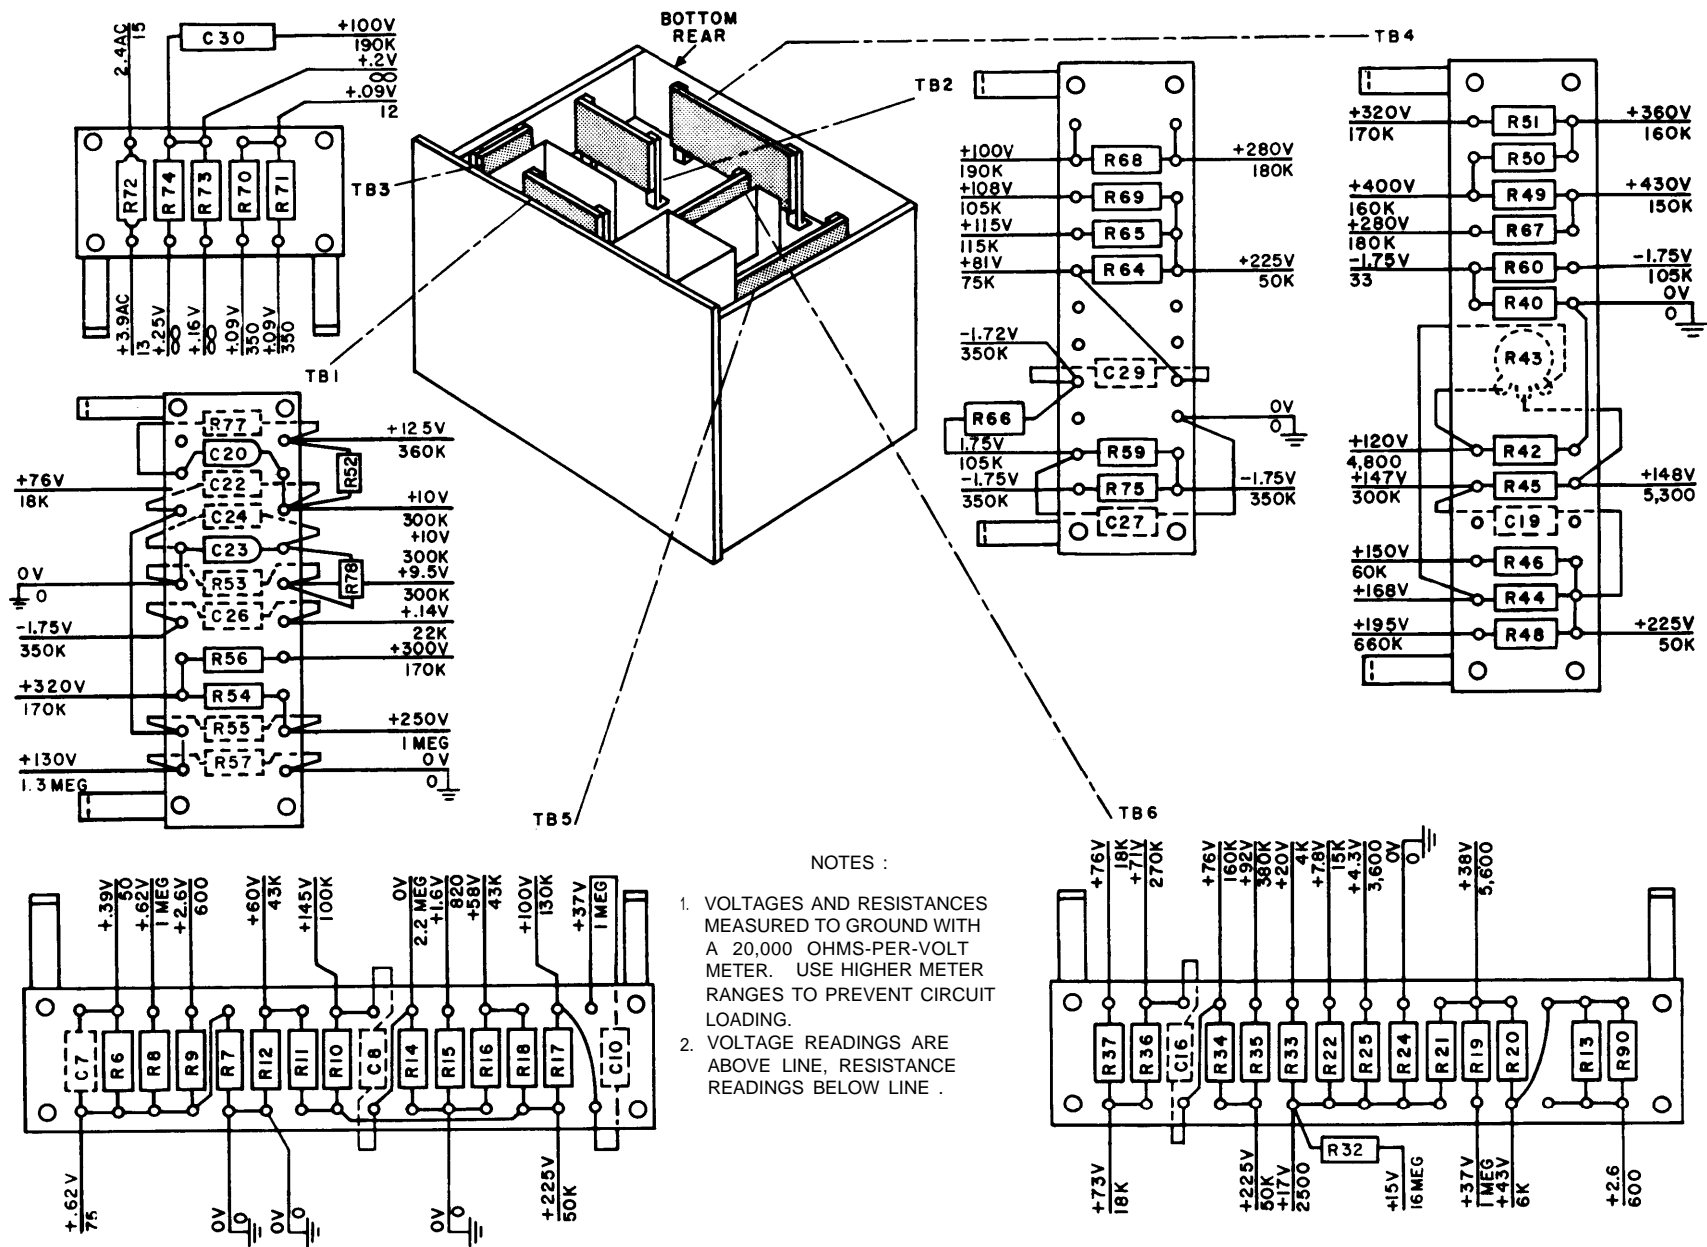 BOTTOM
REAR
TB4
TB2
TB3
TB1
TB5
TB6
2.4AC
15
C30
+100V
190K
+.2V
∞
+.09V
12
R72
R74
R73
R70
R71
+3.9AC
13
+.25V
∞
+.16V
∞
+.09V
350
+.09V
350
R77
C20
C22
C24
C23
R53
C26
R56
R54
R55
R57
R52
R78
+76V
18K
0V
0
-1.75V
350K
+320V
170K
+130V
1.3 MEG
+125V
360K
+10V
300K
+10V
300K
+9.5V
300K
+.14V
22K
+300V
170K
+250V
1 MEG
0V
0
+100V
190K
+108V
105K
+115V
115K
+81V
75K
-1.72V
350K
R66
1.75V
105K
-1.75V
350K
R68
R69
R65
R64
C29
R59
R75
C27
+280V
180K
+225V
50K
0V
0
-1.75V
350K
+320V
170K
+400V
160K
+280V
180K
-1.75V
33
+120V
4,800
+147V
300K
+150V
60K
+168V
+195V
660K
R51
R50
R49
R67
R60
R40
R43
R42
R45
C19
R46
R44
R48
+360V
160K
+430V
150K
-1.75V
105K
0V
0
+148V
5,300
+225V
50K
+.39V
50
+.62V
1 MEG
+2.6V
600
+60V
43K
+145V
100K
0V
2.2 MEG
+1.6V
820
+58V
43K
+100V
130K
+37V
1 MEG
C7
R6
R8
R9
R7
R12
R11
R10
C8
R14
R15
R16
R18
R17
C10
+.62V
75
0V
0
0V
0
0V
0
+225V
50K
NOTES :
1. VOLTAGES AND RESISTANCES
MEASURED TO GROUND WITH
A 20,000 OHMS-PER-VOLT
METER. USE HIGHER METER
RANGES TO PREVENT CIRCUIT
LOADING.
2. VOLTAGE READINGS ARE
ABOVE LINE, RESISTANCE
READINGS BELOW LINE .
+76V
18K
+71V
270K
+76V
160K
+92V
380K
+20V
4K
+7.8V
15K
+4.3V
3,600
0V
0
+38V
5,600
R37
R36
C16
R34
R35
R33
R22
R25
R24
R21
R19
R20
R13
R90
R32
+73V
18K
+225V
50K
+17V
2500
+15V
16MEG
+37V
1 MEG
+43V
6K
+2.6
600